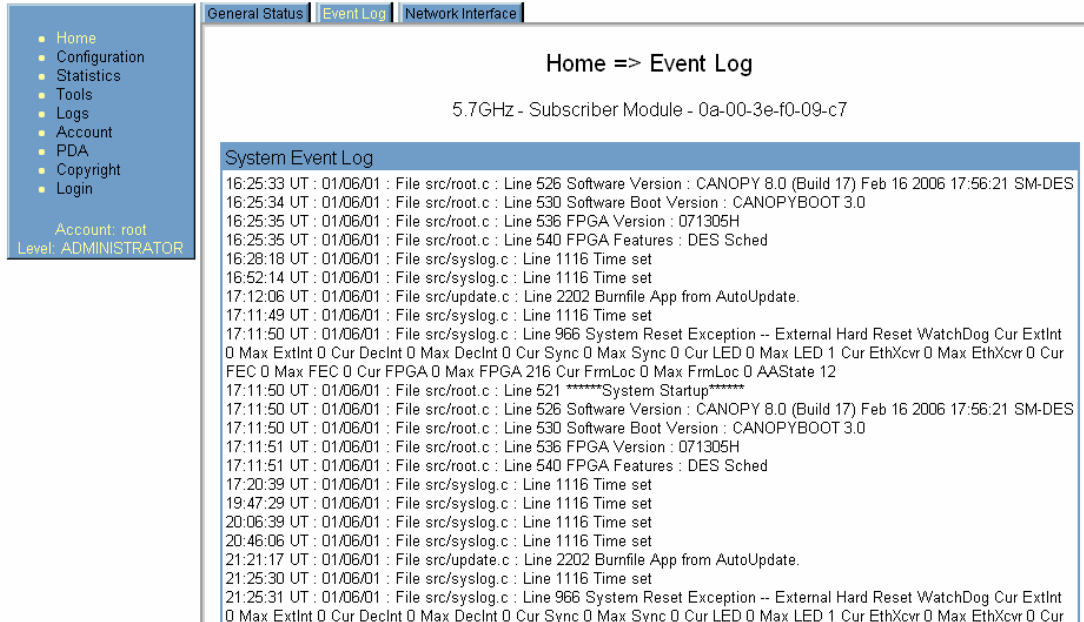 General Status
Event Log
Network Interface
Home
Configuration
Statistics
Tools
Logs
Account
PDA
Copyright
Login
Account: root
Level: ADMINISTRATOR
Home => Event Log
5.7GHz - Subscriber Module - 0a-00-3e-f0-09-c7
System Event Log
16:25:33 UT : 01/06/01 : File src/root.c : Line 526 Software Version : CANOPY 8.0 (Build 17) Feb 16 2006 17:56:21 SM-DES
16:25:34 UT : 01/06/01 : File src/root.c : Line 530 Software Boot Version : CANOPYBOOT 3.0
16:25:35 UT : 01/06/01 : File src/root.c : Line 536 FPGA Version : 071305H
16:25:35 UT : 01/06/01 : File src/root.c : Line 540 FPGA Features : DES Sched
16:28:18 UT : 01/06/01 : File src/syslog.c : Line 1116 Time set
16:52:14 UT : 01/06/01 : File src/syslog.c : Line 1116 Time set
17:12:06 UT : 01/06/01 : File src/update.c : Line 2202 Burnfile App from AutoUpdate.
17:11:49 UT : 01/06/01 : File src/syslog.c : Line 1116 Time set
17:11:50 UT : 01/06/01 : File src/syslog.c : Line 966 System Reset Exception -- External Hard Reset WatchDog Cur ExtInt
0 Max ExtInt 0 Cur DecInt 0 Max DecInt 0 Cur Sync 0 Max Sync 0 Cur LED 0 Max LED 1 Cur EthXcvr 0 Max EthXcvr 0 Cur
FEC 0 Max FEC 0 Cur FPGA 0 Max FPGA 216 Cur FrmLoc 0 Max FrmLoc 0 AAState 12
17:11:50 UT : 01/06/01 : File src/root.c : Line 521 ******System Startup******
17:11:50 UT : 01/06/01 : File src/root.c : Line 526 Software Version : CANOPY 8.0 (Build 17) Feb 16 2006 17:56:21 SM-DES
17:11:50 UT : 01/06/01 : File src/root.c : Line 530 Software Boot Version : CANOPYBOOT 3.0
17:11:51 UT : 01/06/01 : File src/root.c : Line 536 FPGA Version : 071305H
17:11:51 UT : 01/06/01 : File src/root.c : Line 540 FPGA Features : DES Sched
17:20:39 UT : 01/06/01 : File src/syslog.c : Line 1116 Time set
19:47:29 UT : 01/06/01 : File src/syslog.c : Line 1116 Time set
20:06:39 UT : 01/06/01 : File src/syslog.c : Line 1116 Time set
20:46:06 UT : 01/06/01 : File src/syslog.c : Line 1116 Time set
21:21:17 UT : 01/06/01 : File src/update.c : Line 2202 Burnfile App from AutoUpdate.
21:25:30 UT : 01/06/01 : File src/syslog.c : Line 1116 Time set
21:25:31 UT : 01/06/01 : File src/syslog.c : Line 966 System Reset Exception -- External Hard Reset WatchDog Cur ExtInt
0 Max ExtInt 0 Cur DecInt 0 Max DecInt 0 Cur Sync 0 Max Sync 0 Cur LED 0 Max LED 1 Cur EthXcvr 0 Max EthXcvr 0 Cur